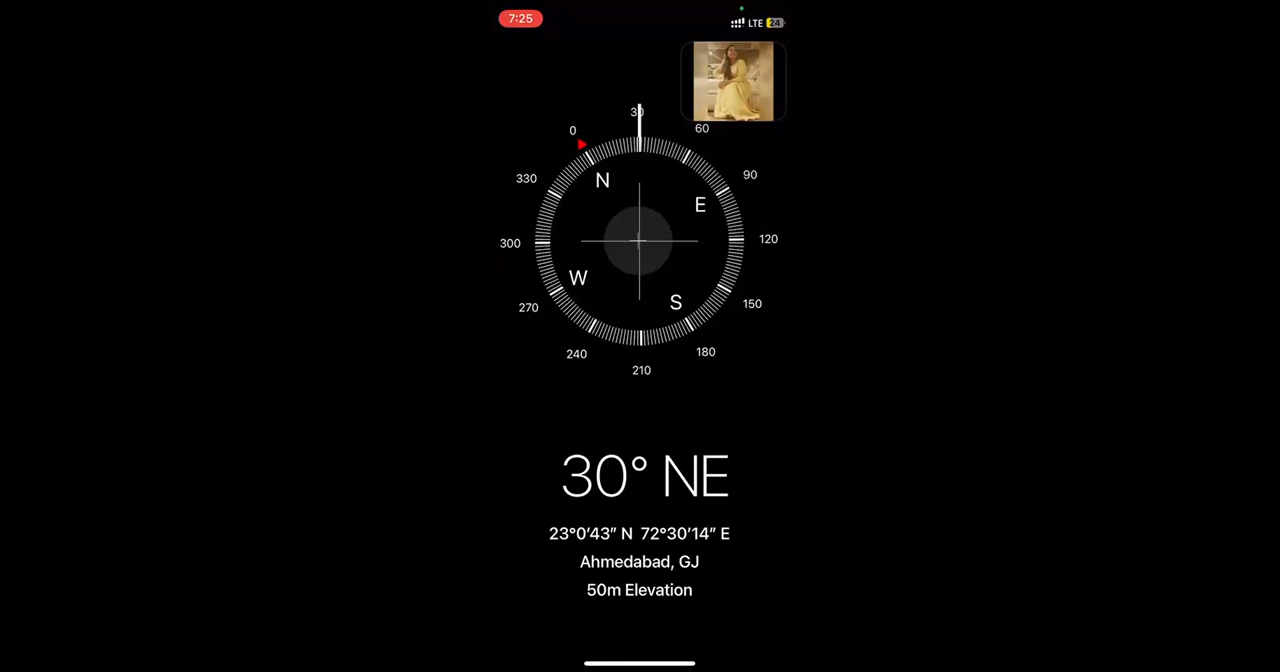 7:25
LTE 24
30
0
60
330
N
90
E
300
120
W
270
S
150
240
180
210
30° NE
23°0′43″ N 72°30′14″ E
Ahmedabad, GJ
50m Elevation